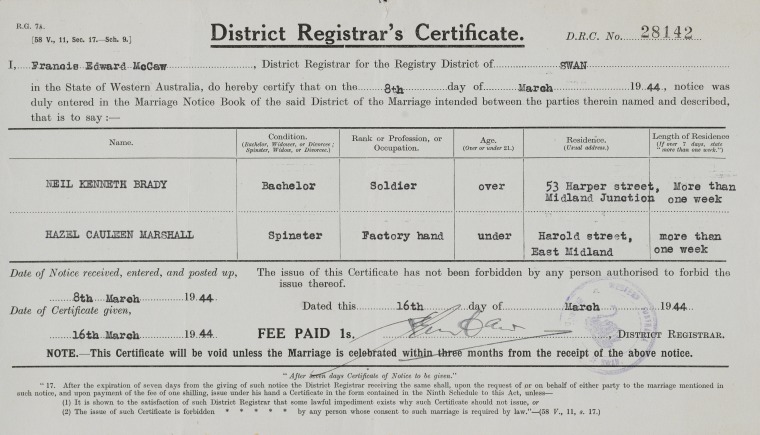 R.G. 7A.
[58 V., 11, Sec. 17.—Sch. 9.]
District Registrar's Certificate.
D.R.C. No. 28142
I, Francis Edward McCaw, District Registrar for the Registry District of SWAN
in the State of Western Australia, do hereby certify that on the 8th day of March 1944, notice was
duly entered in the Marriage Notice Book of the said District of the Marriage intended between the parties therein named and described,
that is to say :—
Name. Condition. Rank or Profession, or Age. Residence. Length of Residence
(Bachelor, Widower, or Divorcee; Occupation. (Over or under 21.) (Usual address.) (If over 7 days, state
Spinster, Widow, or Divorcee.) "more than one week.")
NEIL KENNETH BRADY Bachelor Soldier over 53 Harper street, More than
Midland Junction one week
HAZEL CAULEEN MARSHALL Spinster Factory hand under Harold street, more than
East Midland one week
Date of Notice received, entered, and posted up, The issue of this Certificate has not been forbidden by any person authorised to forbid the
issue thereof.
8th March 1944
Dated this 16th day of March 1944
Date of Certificate given,
16th March 1944 FEE PAID 1s, , DISTRICT REGISTRAR.
NOTE.—This Certificate will be void unless the Marriage is celebrated within three months from the receipt of the above notice.
"After seven days Certificate of Notice to be given."
"17. After the expiration of seven days from the giving of such notice the District Registrar receiving the same shall, upon the request of or on behalf of either party to the marriage mentioned in
such notice, and upon payment of the fee of one shilling, issue under his hand a Certificate in the form contained in the Ninth Schedule to this Act, unless—
(1) It is shown to the satisfaction of such District Registrar that some lawful impediment exists why such Certificate should not issue, or
(2) The issue of such Certificate is forbidden * * * * * by any person whose consent to such marriage is required by law."—(58 V., 11, s. 17.)